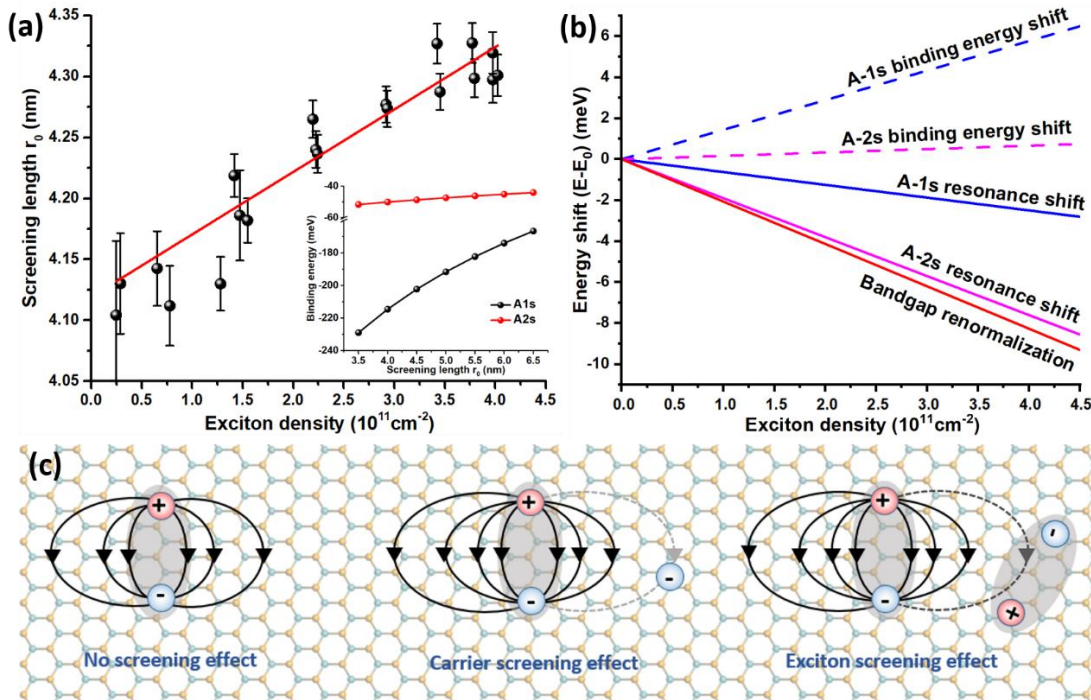 (a)
Screening length r₀ (nm)
4.35
4.30
4.25
4.20
4.15
4.10
4.05
0.0 0.5 1.0 1.5 2.0 2.5 3.0 3.5 4.0 4.5
Exciton density (10¹¹cm⁻²)
Binding energy (meV)
-40
-60
-180
-200
-220
-240
3.5 4.0 4.5 5.0 5.5 6.0 6.5
Screening length r₀ (nm)
A1s
A2s
(b)
Energy shift (E-E₀) (meV)
6
4
2
0
-2
-4
-6
-8
-10
0.0 0.5 1.0 1.5 2.0 2.5 3.0 3.5 4.0 4.5
Exciton density (10¹¹cm⁻²)
A-1s binding energy shift
A-2s binding energy shift
A-1s resonance shift
A-2s resonance shift
Bandgap renormalization
(c)
+ + + -
- - - - +
No screening effect
Carrier screening effect
Exciton screening effect